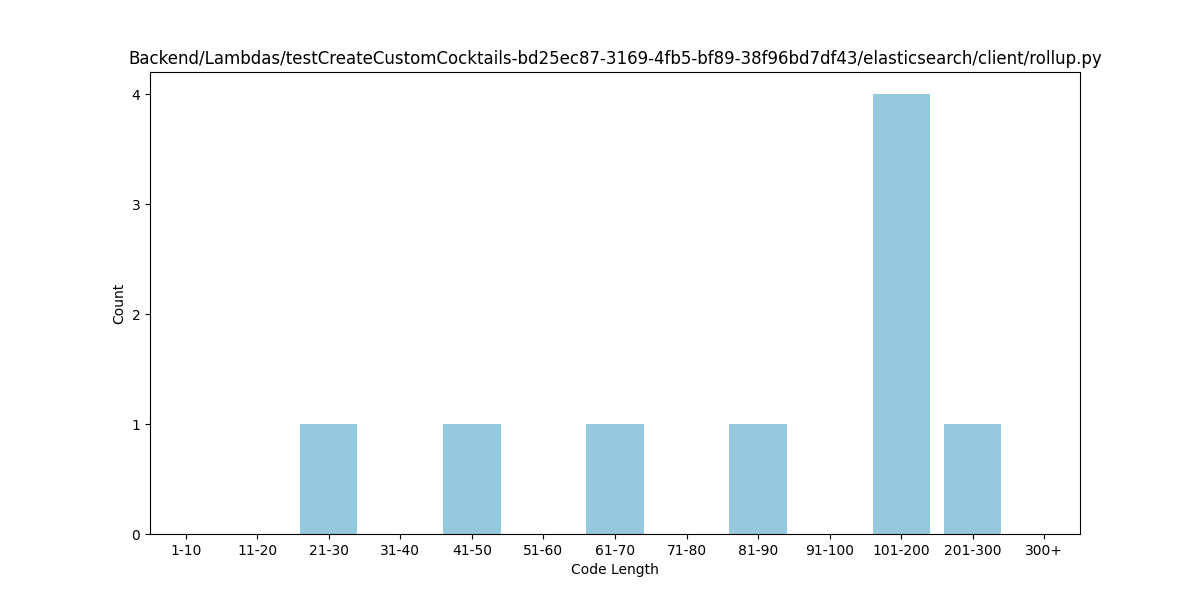 Backend/Lambdas/testCreateCustomCocktails-bd25ec87-3169-4fb5-bf89-38f96bd7df43/elasticsearch/client/rollup.py
4
3
2
1
0
Count
1-10 11-20 21-30 31-40 41-50 51-60 61-70 71-80 81-90 91-100 101-200 201-300 300+
Code Length